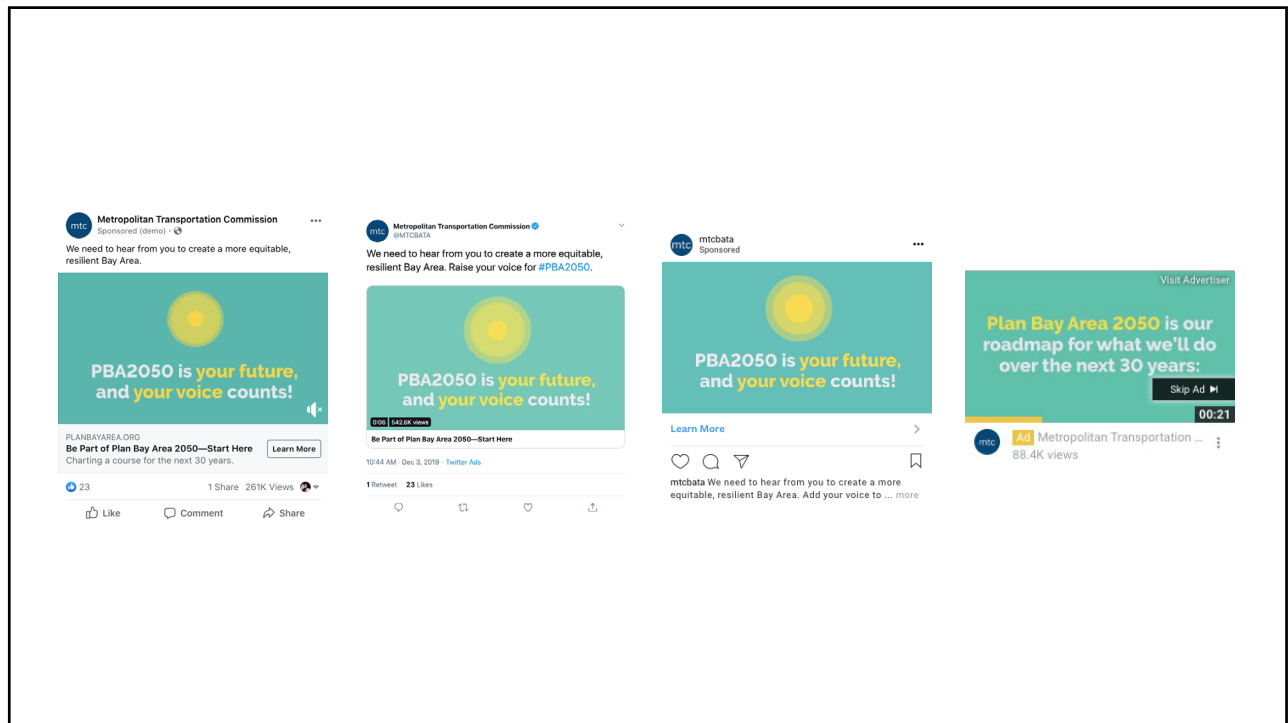 mtc
Metropolitan Transportation Commission
Sponsored (demo) ·
We need to hear from you to create a more equitable,
resilient Bay Area.
PBA2050 is your future,
and your voice counts!
PLANBAYAREA.ORG
Be Part of Plan Bay Area 2050—Start Here
Charting a course for the next 30 years.
Learn More
23
1 Share 261K Views
Like Comment Share
mtc
Metropolitan Transportation Commission
@MTCBATA
We need to hear from you to create a more equitable,
resilient Bay Area. Raise your voice for #PBA2050.
PBA2050 is your future,
and your voice counts!
0:06 542.6K views
Be Part of Plan Bay Area 2050—Start Here
10:44 AM · Dec 3, 2019 · Twitter Ads
1 Retweet 23 Likes
mtc
mtcbata
Sponsored
PBA2050 is your future,
and your voice counts!
Learn More
mtcbata We need to hear from you to create a more
equitable, resilient Bay Area. Add your voice to ... more
Visit Advertiser
Plan Bay Area 2050 is our
roadmap for what we'll do
over the next 30 years:
Skip Ad
00:21
mtc
Ad Metropolitan Transportation ...
88.4K views